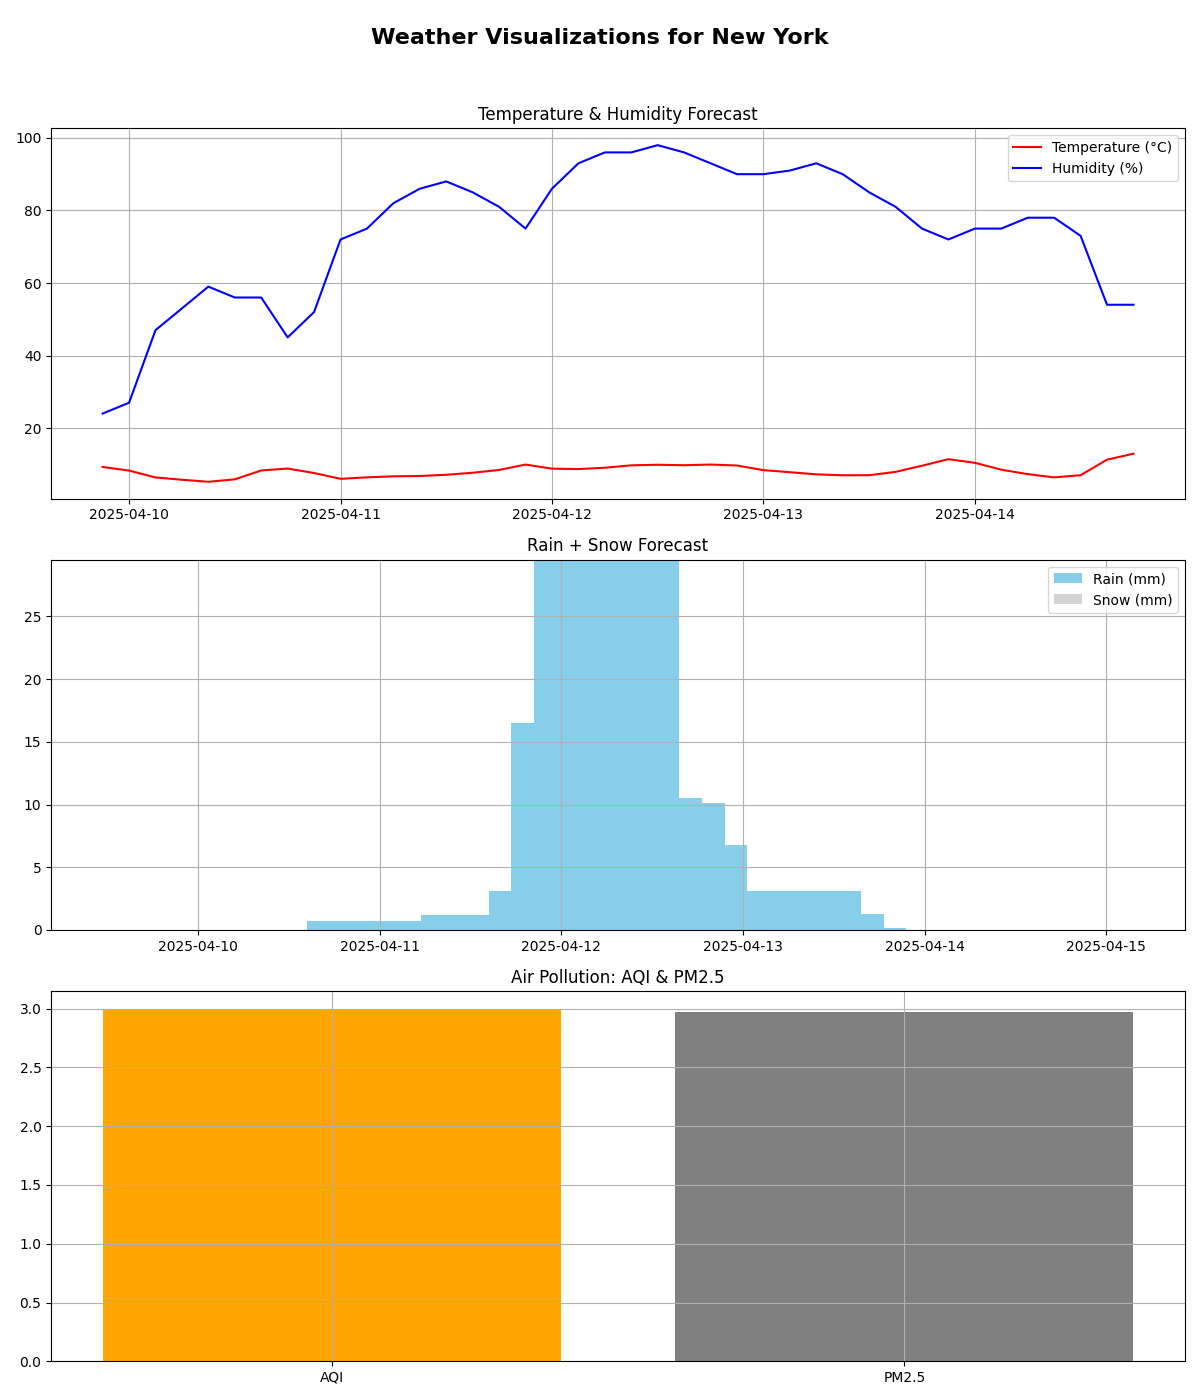 Weather Visualizations for New York
Temperature & Humidity Forecast
100
80
60
40
20
Temperature (°C)
Humidity (%)
2025-04-10 2025-04-11 2025-04-12 2025-04-13 2025-04-14
Rain + Snow Forecast
25
20
15
10
5
0
Rain (mm)
Snow (mm)
2025-04-10 2025-04-11 2025-04-12 2025-04-13 2025-04-14 2025-04-15
Air Pollution: AQI & PM2.5
3.0
2.5
2.0
1.5
1.0
0.5
0.0
AQI PM2.5